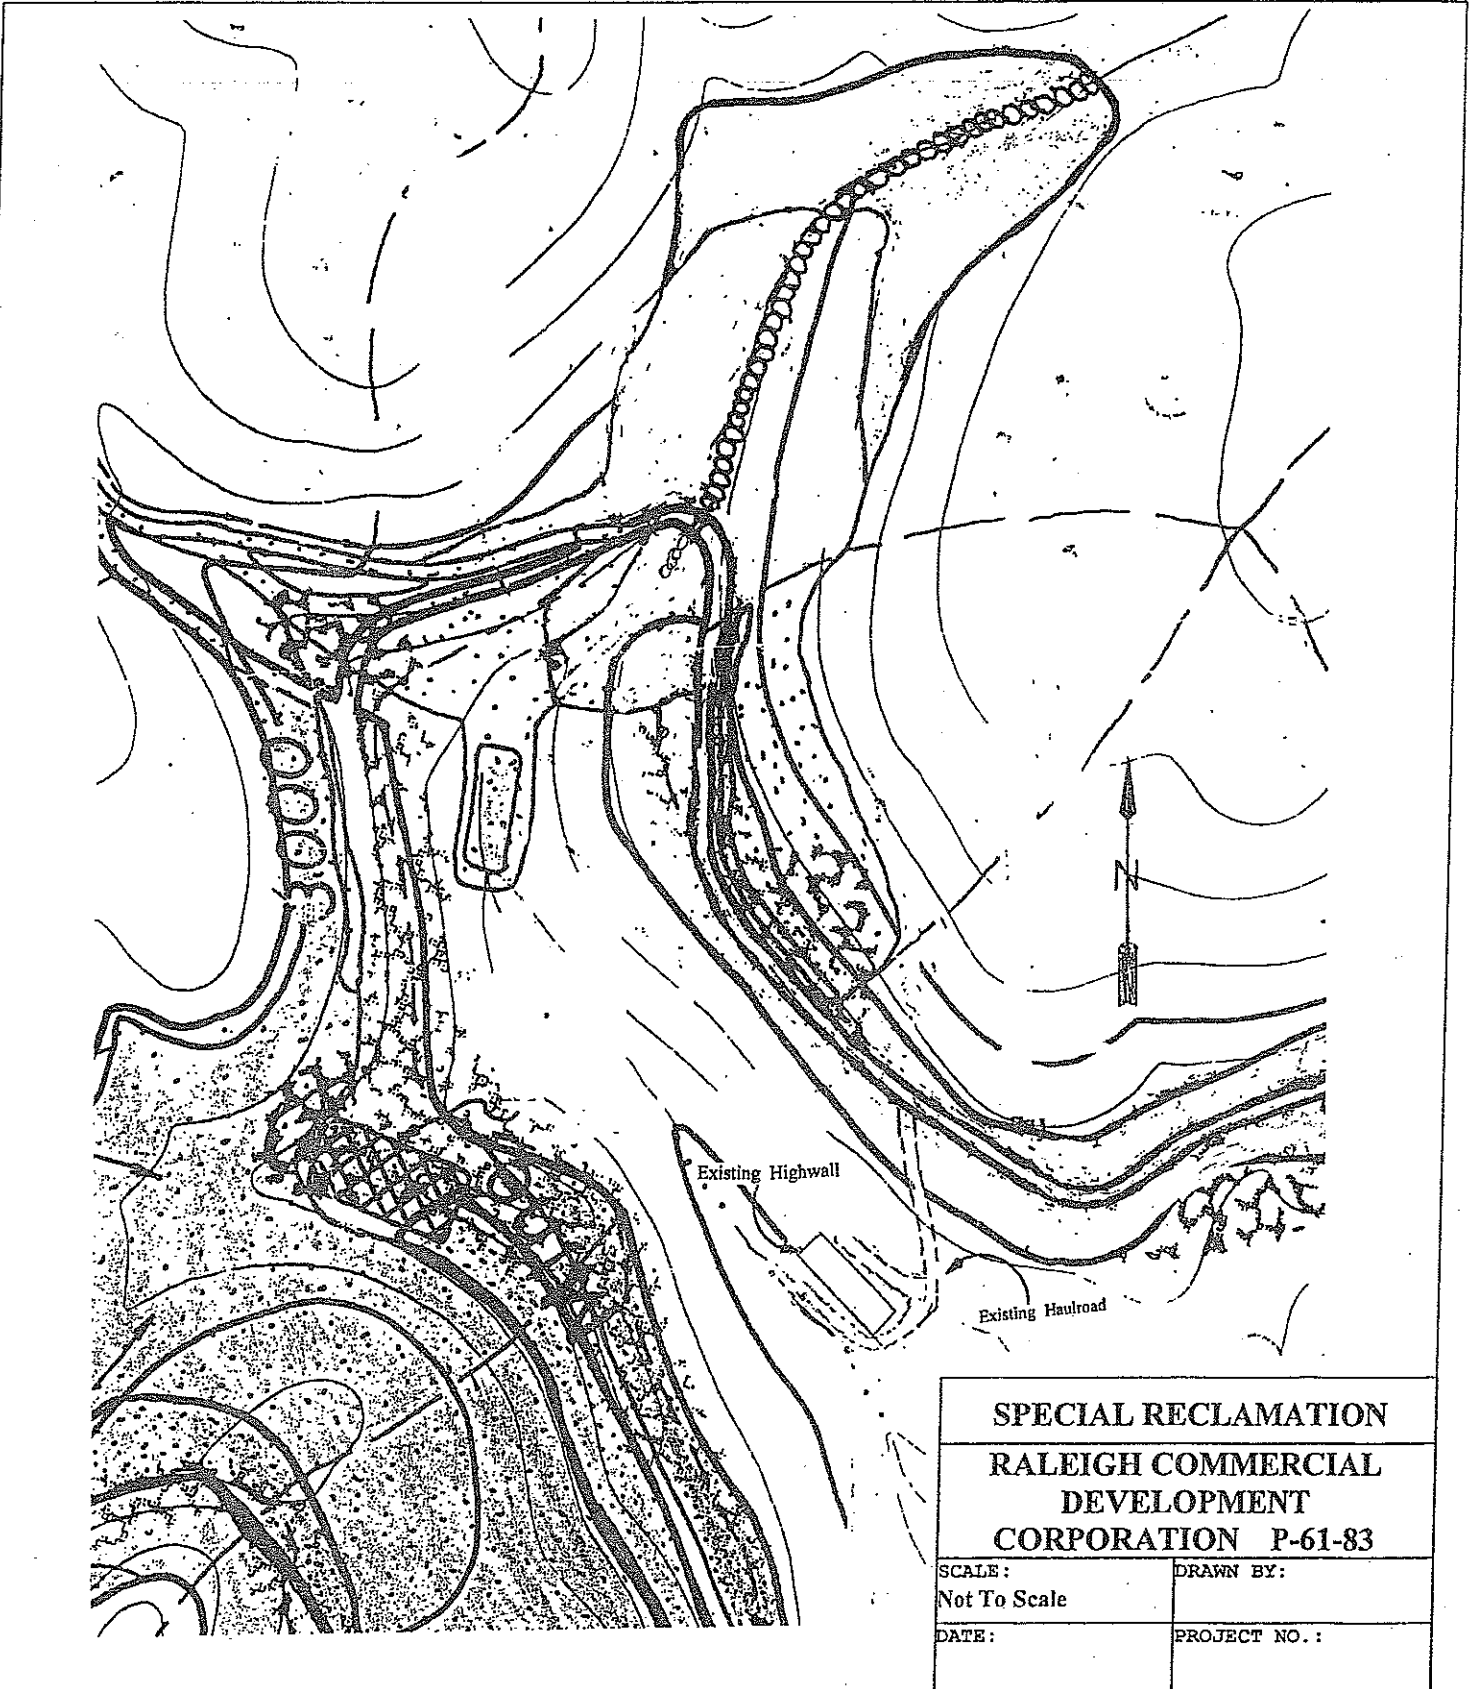 3000
N
Existing Highwall
Existing Haulroad
SPECIAL RECLAMATION
RALEIGH COMMERCIAL
DEVELOPMENT
CORPORATION P-61-83
SCALE:
Not To Scale
DRAWN BY:
DATE:
PROJECT NO.: